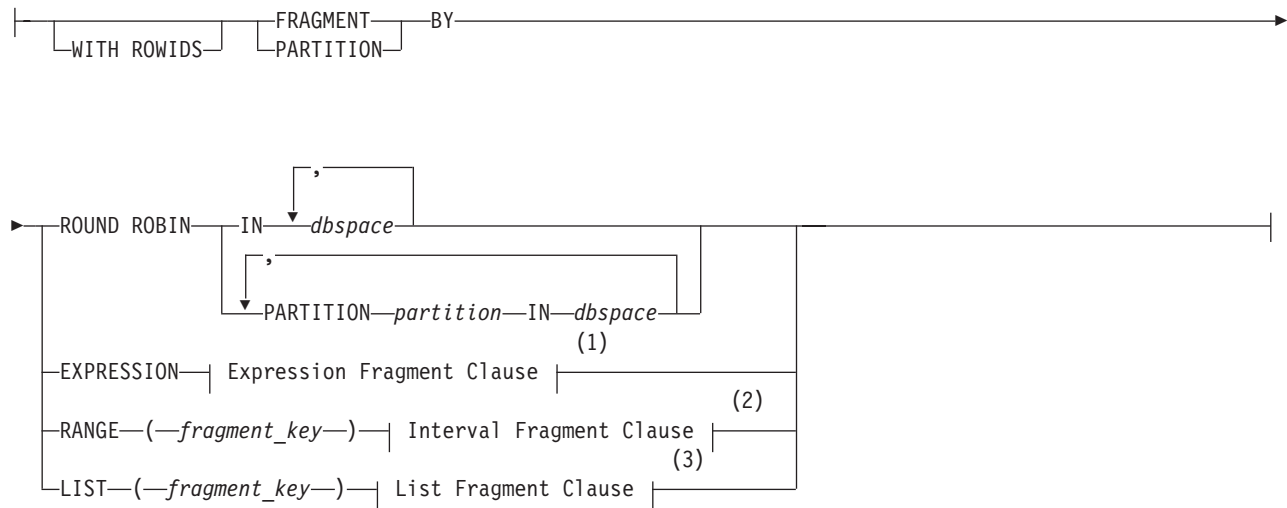 FRAGMENT BY
WITH ROWIDS PARTITION
,
ROUND ROBIN IN dbspace
,
PARTITION partition IN dbspace
(1)
EXPRESSION Expression Fragment Clause
(2)
RANGE ( fragment_key ) Interval Fragment Clause
(3)
LIST ( fragment_key ) List Fragment Clause